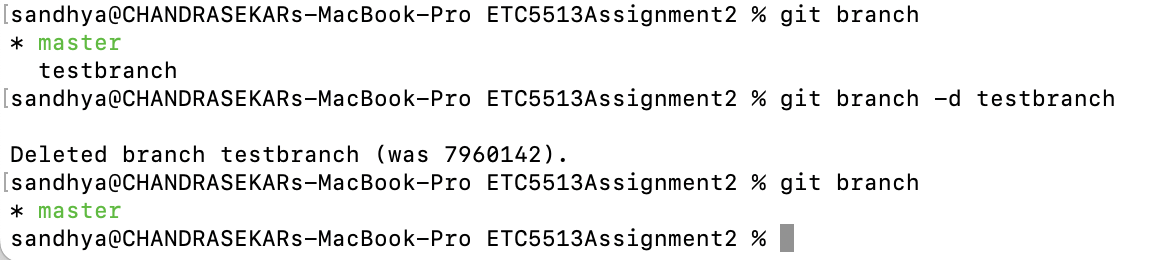 [sandhya@CHANDRASEKARs-MacBook-Pro ETC5513Assignment2 % git branch
* master
  testbranch
[sandhya@CHANDRASEKARs-MacBook-Pro ETC5513Assignment2 % git branch -d testbranch

Deleted branch testbranch (was 7960142).
[sandhya@CHANDRASEKARs-MacBook-Pro ETC5513Assignment2 % git branch
* master
sandhya@CHANDRASEKARs-MacBook-Pro ETC5513Assignment2 %